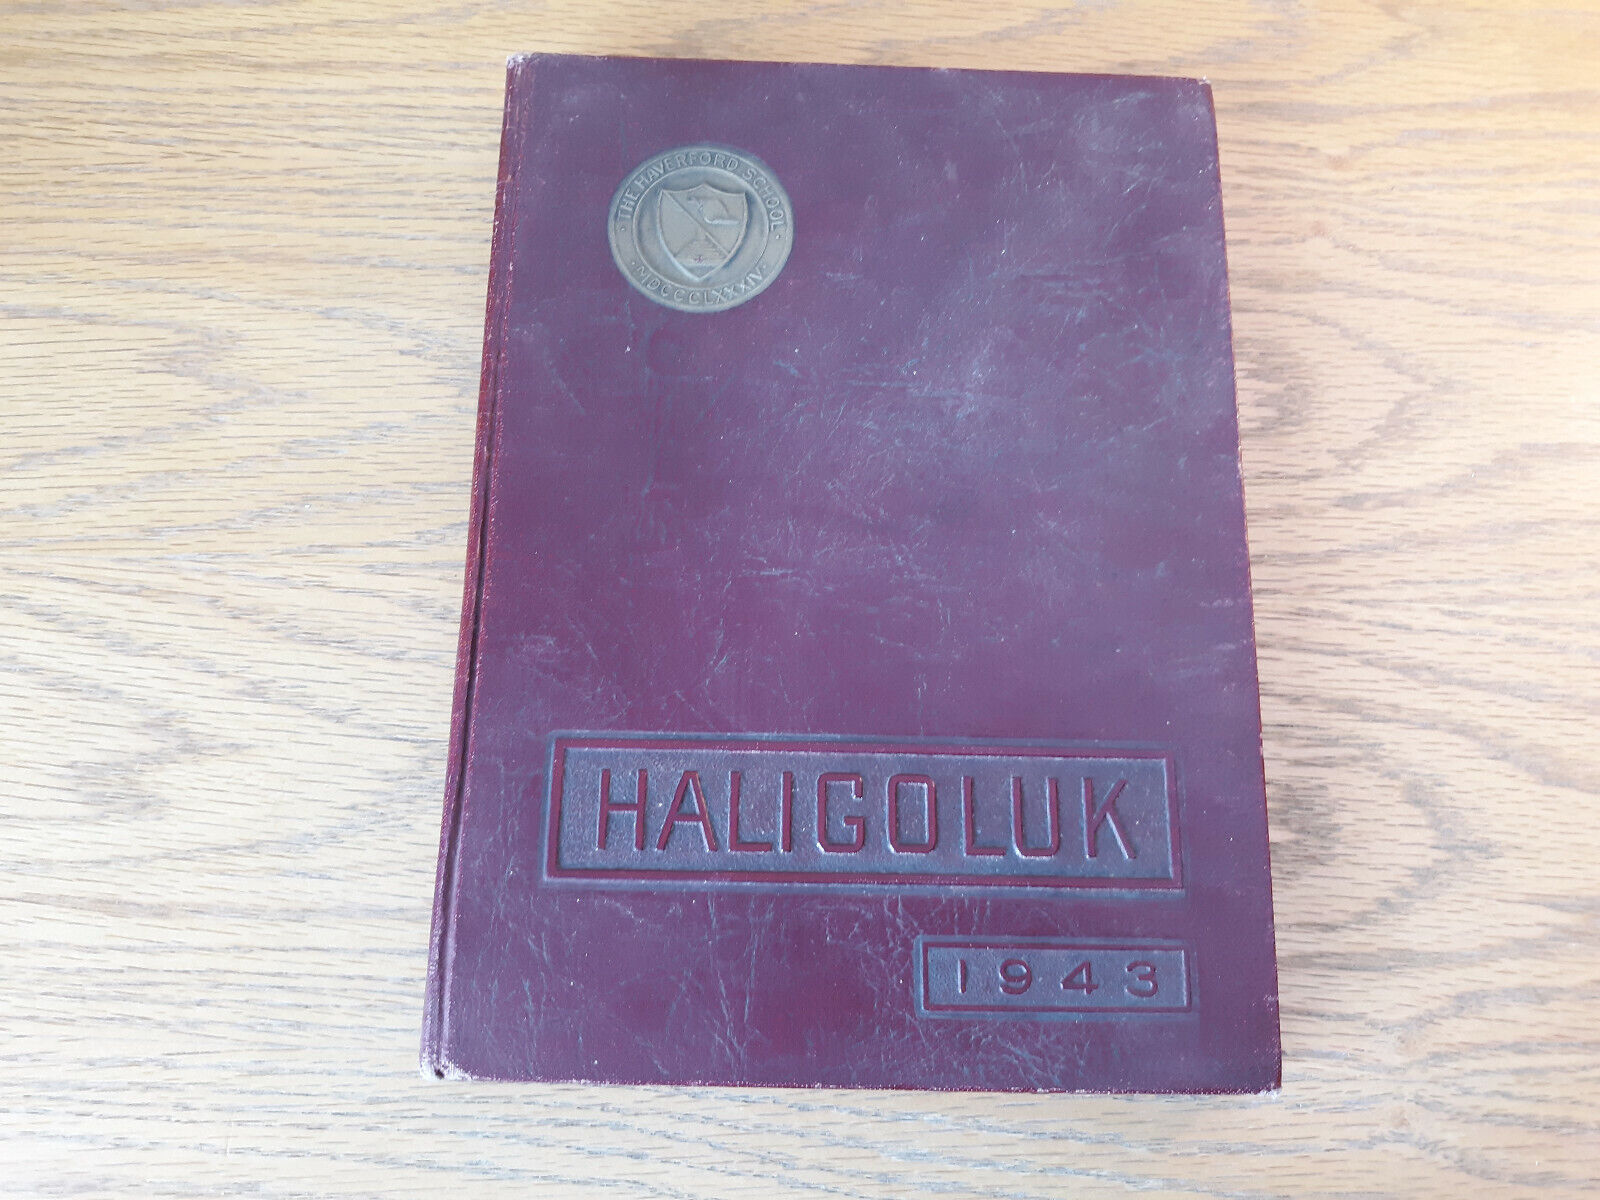 · THE HAVERFORD SCHOOL ·
MDCCCLXXXIV
HALIGOLUK
1943